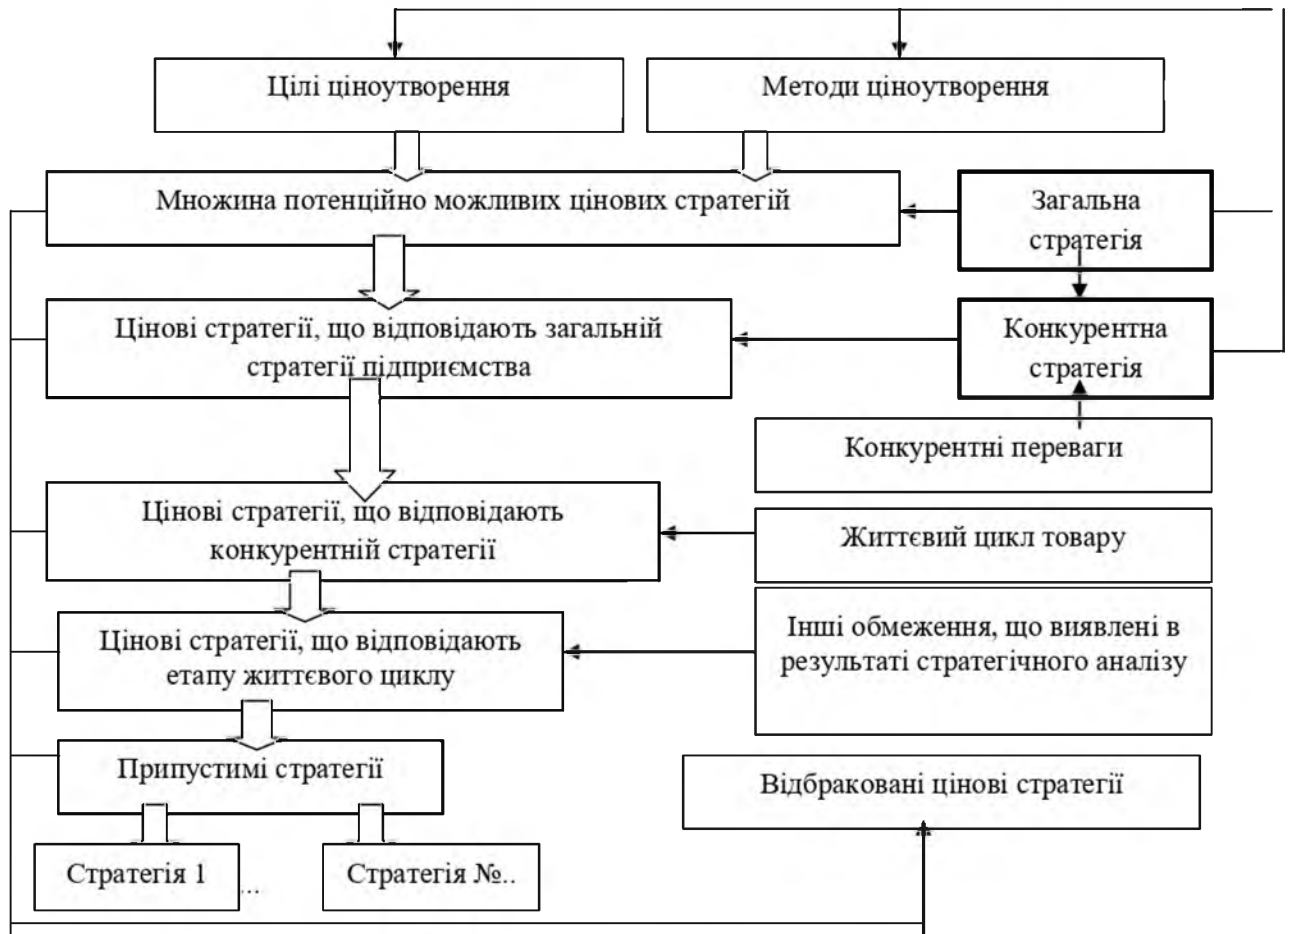 Цілі ціноутворення
Методи ціноутворення
Множина потенційно можливих цінових стратегій
Загальна
стратегія
Цінові стратегії, що відповідають загальній
стратегії підприємства
Конкурентна
стратегія
Конкурентні переваги
Цінові стратегії, що відповідають
конкурентній стратегії
Життєвий цикл товару
Цінові стратегії, що відповідають
етапу життєвого циклу
Інші обмеження, що виявлені в
результаті стратегічного аналізу
Припустимі стратегії
Відбраковані цінові стратегії
Стратегія 1
...
Стратегія №..